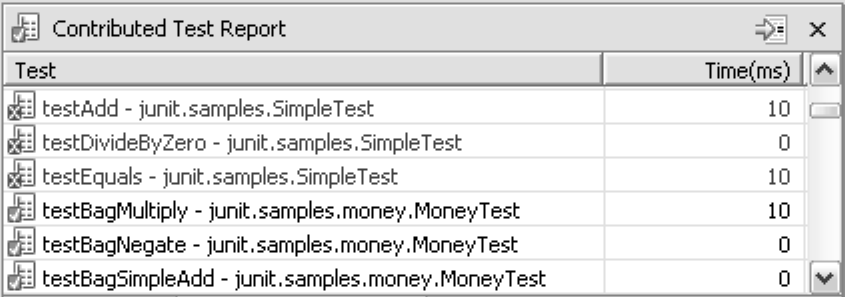 Contributed Test Report
Test Time(ms)
testAdd - junit.samples.SimpleTest 10
testDivideByZero - junit.samples.SimpleTest 0
testEquals - junit.samples.SimpleTest 10
testBagMultiply - junit.samples.money.MoneyTest 10
testBagNegate - junit.samples.money.MoneyTest 0
testBagSimpleAdd - junit.samples.money.MoneyTest 0